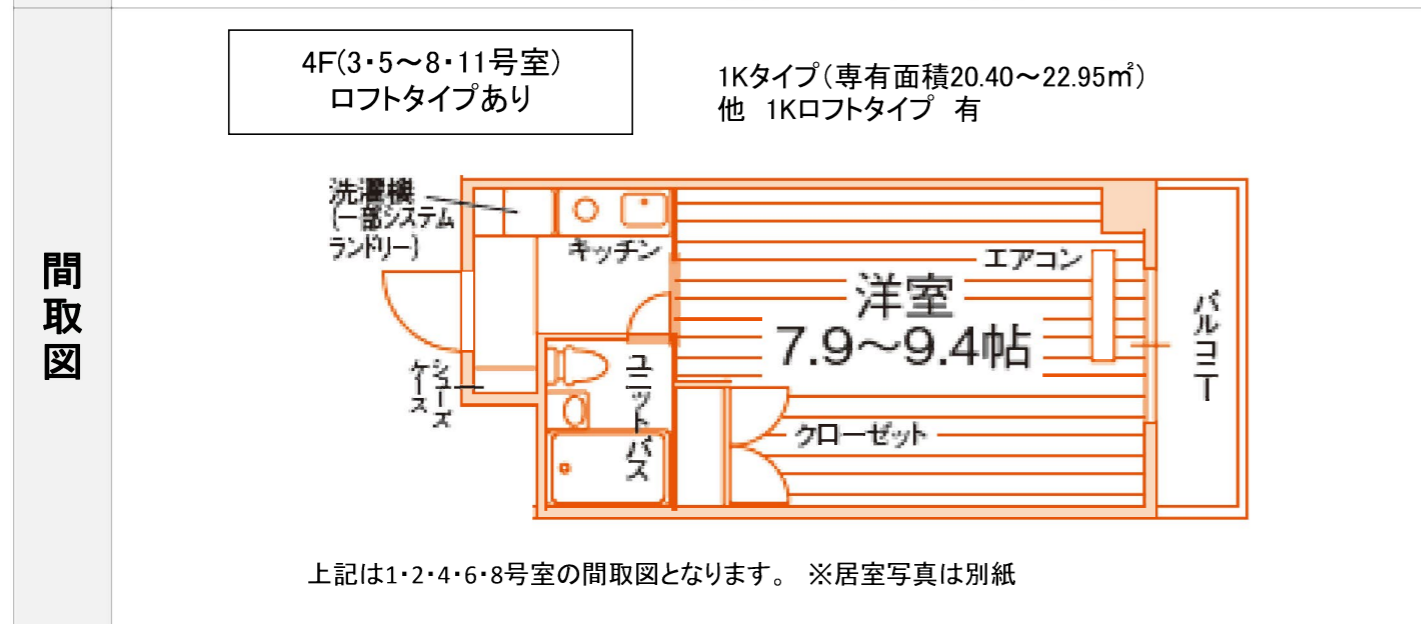 間取図
4F(3・5～8・11号室)
ロフトタイプあり
1Kタイプ(専有面積20.40～22.95㎡)
他 1Kロフトタイプ 有
洗濯機
(一部システム
ランドリー)
キッチン
エアコン
洋室
7.9～9.4帖
バルコニー
シューズ
ケース
ユニットバス
クローゼット
上記は1・2・4・6・8号室の間取図となります。 ※居室写真は別紙